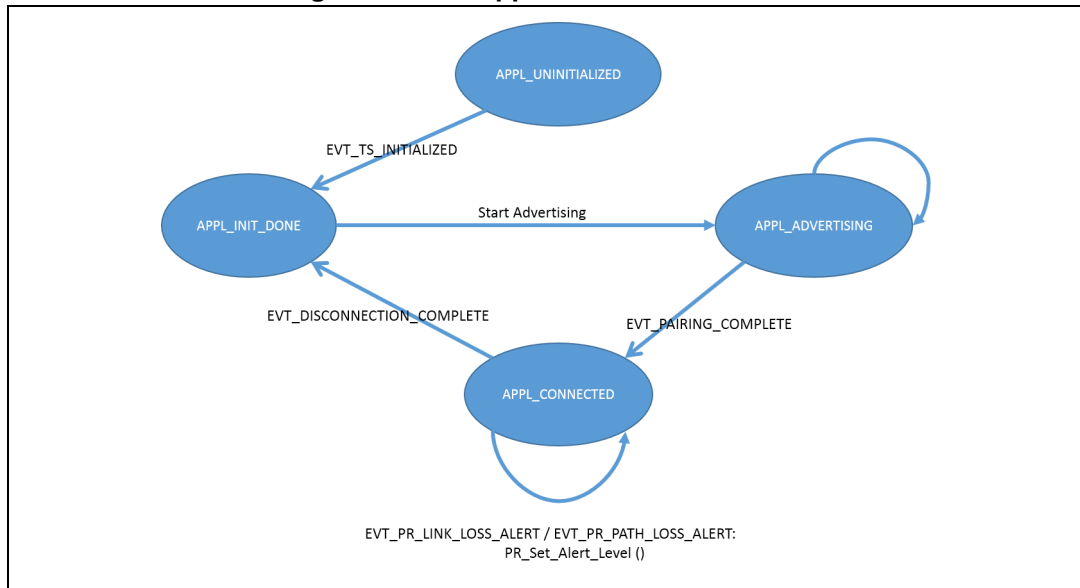 APPL_UNINITIALIZED
EVT_TS_INITIALIZED
APPL_INIT_DONE
Start Advertising
APPL_ADVERTISING
EVT_DISCONNECTION_COMPLETE
EVT_PAIRING_COMPLETE
APPL_CONNECTED
EVT_PR_LINK_LOSS_ALERT / EVT_PR_PATH_LOSS_ALERT:
PR_Set_Alert_Level ()